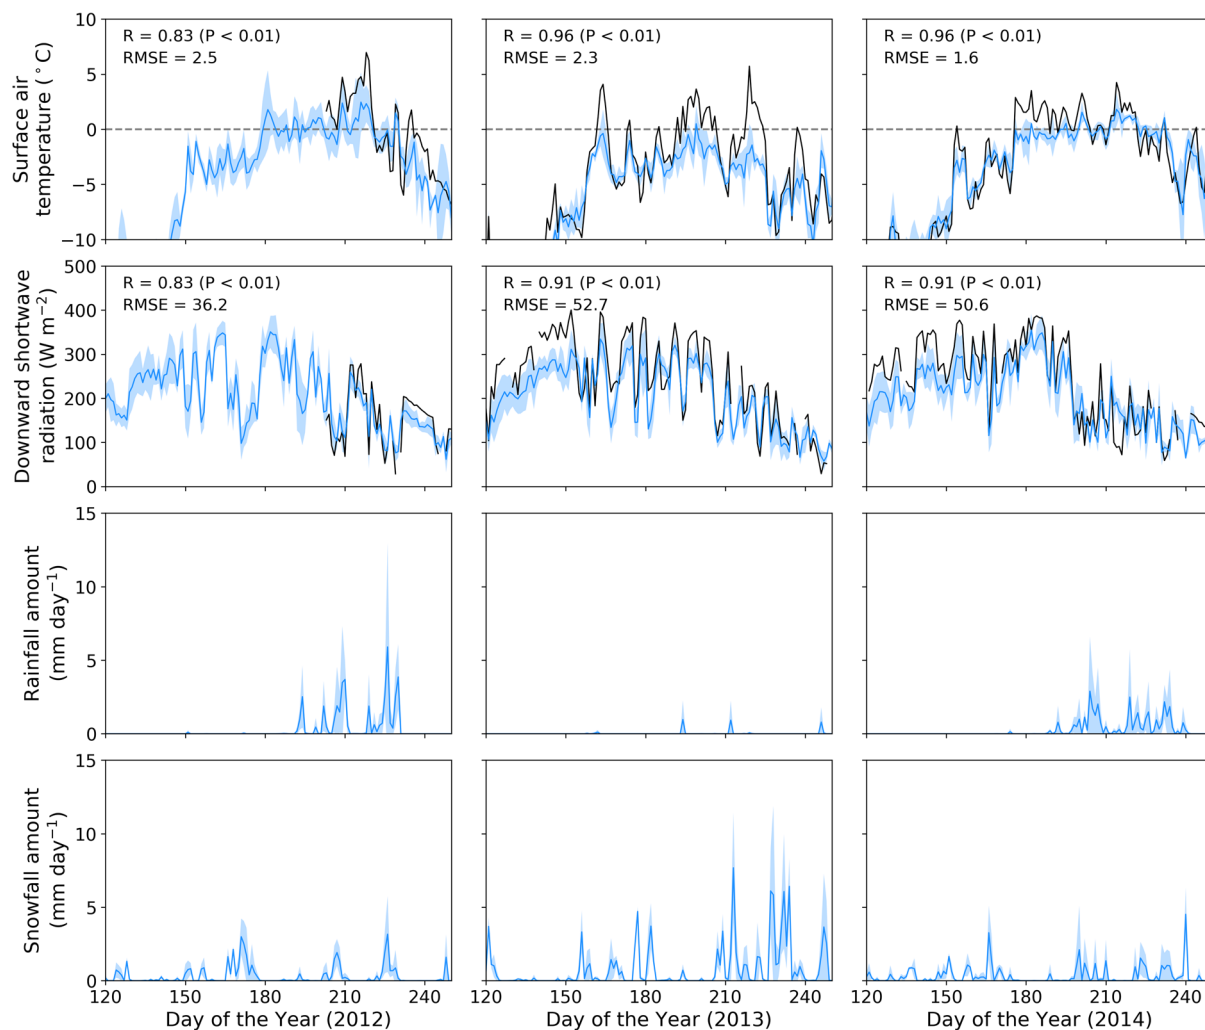 Surface air
temperature (°C)
10
5
0
−5
−10
R = 0.83 (P < 0.01)
RMSE = 2.5
R = 0.96 (P < 0.01)
RMSE = 2.3
R = 0.96 (P < 0.01)
RMSE = 1.6
Downward shortwave
radiation (W m⁻²)
500
400
300
200
100
0
R = 0.83 (P < 0.01)
RMSE = 36.2
R = 0.91 (P < 0.01)
RMSE = 52.7
R = 0.91 (P < 0.01)
RMSE = 50.6
Rainfall amount
(mm day⁻¹)
15
10
5
0
Snowfall amount
(mm day⁻¹)
15
10
5
0
120 150 180 210 240
120 150 180 210 240
120 150 180 210 240
Day of the Year (2012)
Day of the Year (2013)
Day of the Year (2014)